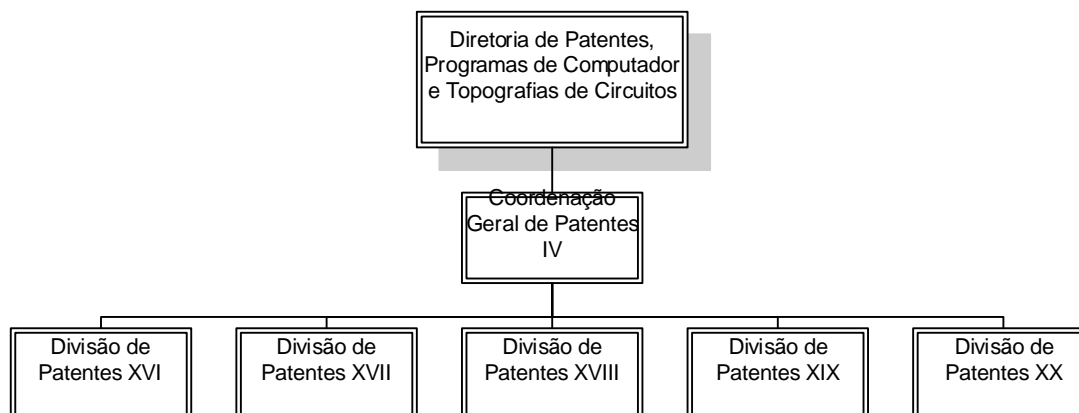 Diretoria de Patentes,
Programas de Computador
e Topografias de Circuitos
Coordenação
Geral de Patentes
IV
Divisão de
Patentes XVI
Divisão de
Patentes XVII
Divisão de
Patentes XVIII
Divisão de
Patentes XIX
Divisão de
Patentes XX